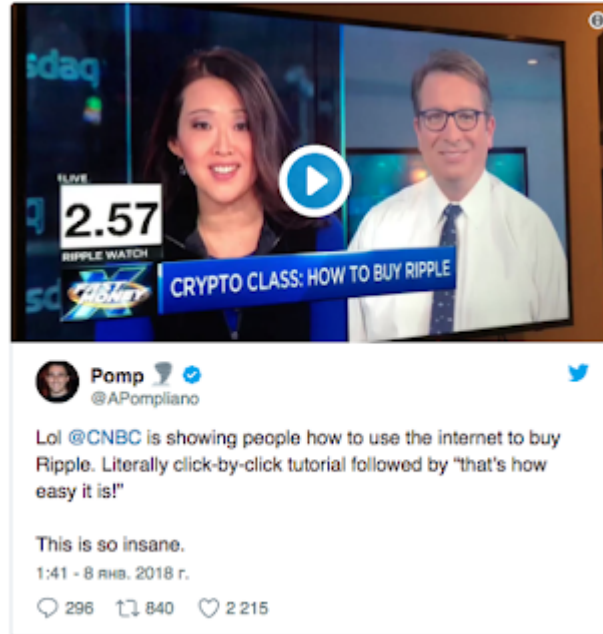 sdaq
LIVE
2.57
RIPPLE WATCH
FAST MONEY
CRYPTO CLASS: HOW TO BUY RIPPLE
Pomp
@APompliano
Lol @CNBC is showing people how to use the internet to buy
Ripple. Literally click-by-click tutorial followed by “that's how
easy it is!”
This is so insane.
1:41 - 8 янв. 2018 г.
296 840 2 215